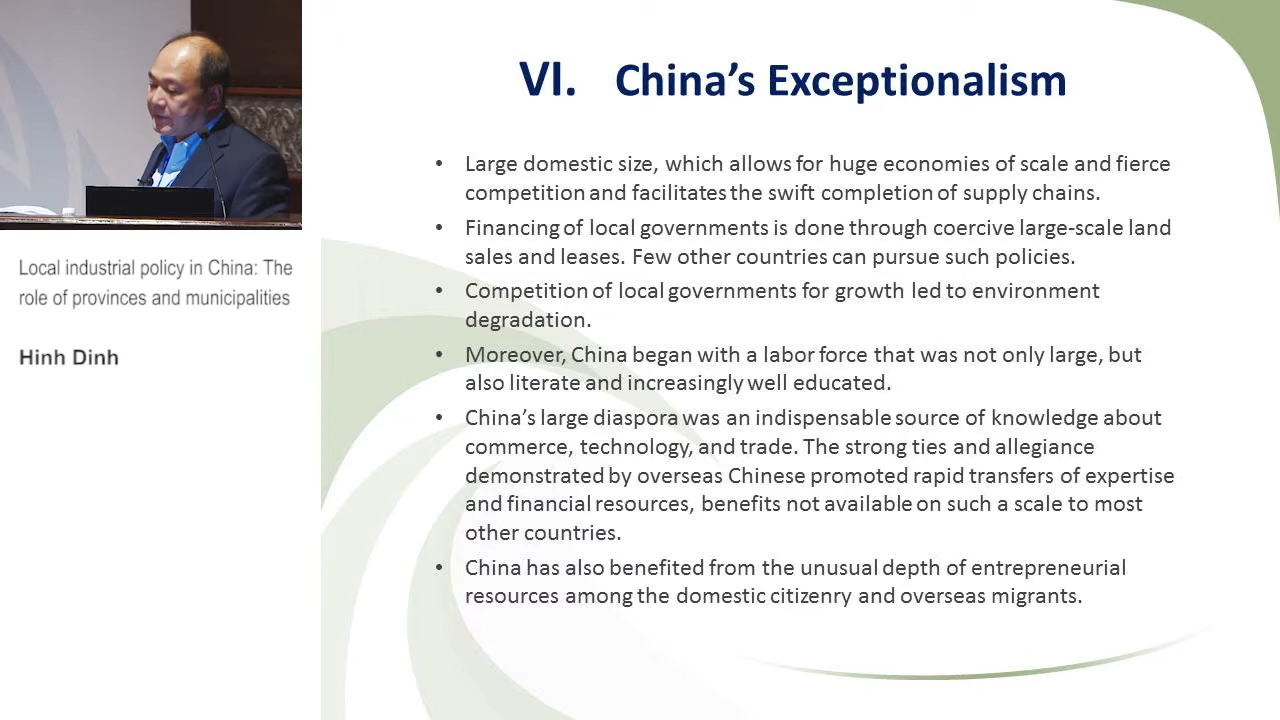 VI. China's Exceptionalism
• Large domestic size, which allows for huge economies of scale and fierce
competition and facilitates the swift completion of supply chains.
• Financing of local governments is done through coercive large-scale land
sales and leases. Few other countries can pursue such policies.
• Competition of local governments for growth led to environment
degradation.
• Moreover, China began with a labor force that was not only large, but
also literate and increasingly well educated.
• China's large diaspora was an indispensable source of knowledge about
commerce, technology, and trade. The strong ties and allegiance
demonstrated by overseas Chinese promoted rapid transfers of expertise
and financial resources, benefits not available on such a scale to most
other countries.
• China has also benefited from the unusual depth of entrepreneurial
resources among the domestic citizenry and overseas migrants.
Local industrial policy in China: The
role of provinces and municipalities
Hinh Dinh